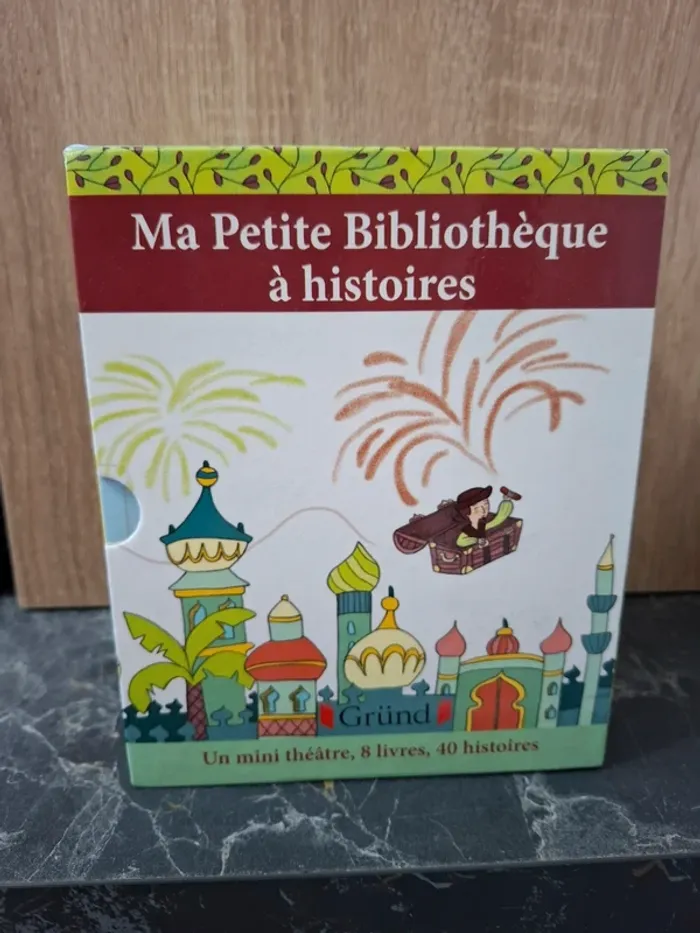 Ma Petite Bibliothèque
à histoires
Gründ
Un mini théâtre, 8 livres, 40 histoires